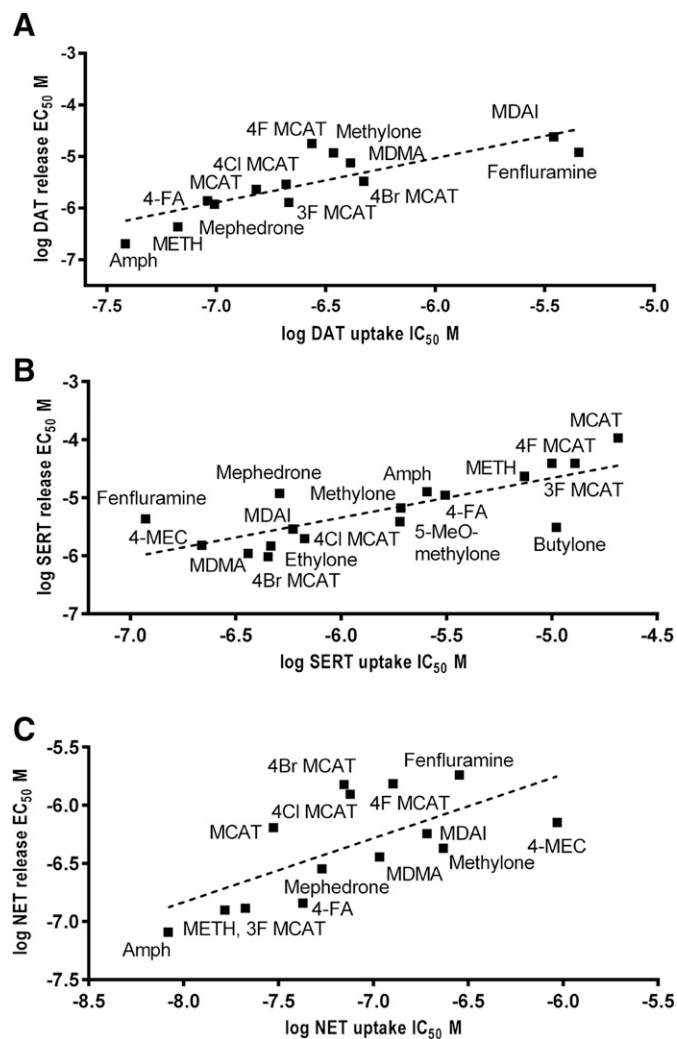 A
-3
-4
-5
-6
-7
log DAT release EC50 M
4F MCAT
Methylone
MDAI
4Cl MCAT
MDMA
MCAT
4-FA
4Br MCAT
Fenfluramine
3F MCAT
Mephedrone
METH
Amph
-7.5 -7.0 -6.5 -6.0 -5.5 -5.0
log DAT uptake IC50 M
B
-3
-4
-5
-6
-7
log SERT release EC50 M
MCAT
4F MCAT
Mephedrone
Amph
METH
Fenfluramine
Methylone
3F MCAT
MDAI
4-FA
4-MEC
4Cl MCAT
5-MeO-
methylone
Butylone
MDMA
Ethylone
4Br MCAT
-7.0 -6.5 -6.0 -5.5 -5.0 -4.5
log SERT uptake IC50 M
C
-5.5
-6.0
-6.5
-7.0
-7.5
log NET release EC50 M
4Br MCAT
Fenfluramine
4Cl MCAT
4F MCAT
MCAT
MDAI
4-MEC
Methylone
MDMA
Mephedrone
4-FA
METH, 3F MCAT
Amph
-8.5 -8.0 -7.5 -7.0 -6.5 -6.0 -5.5
log NET uptake IC50 M